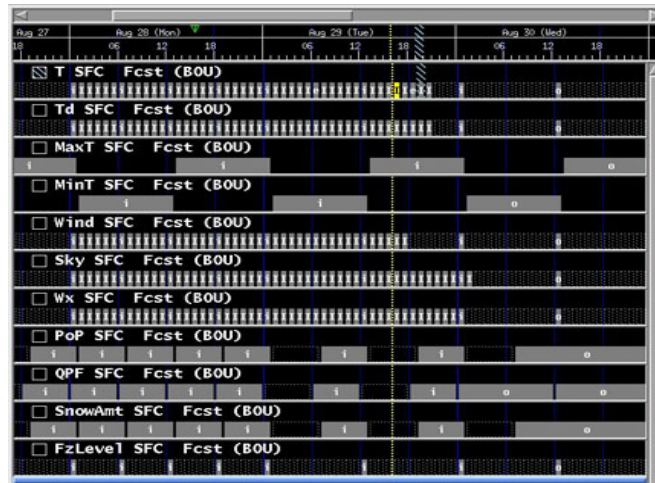 Aug 27 Aug 28 (Mon) Aug 29 (Tue) Aug 30 (Wed)
18 06 12 18 06 12 18 06 12 18
T SFC Fcst (BOU)
Td SFC Fcst (BOU)
MaxT SFC Fcst (BOU)
i i i o
MinT SFC Fcst (BOU)
i i o
Wind SFC Fcst (BOU)
Sky SFC Fcst (BOU)
Wx SFC Fcst (BOU)
PoP SFC Fcst (BOU)
i i i i i i i o
QPF SFC Fcst (BOU)
i i i i i i i o o
SnowAmt SFC Fcst (BOU)
i i i i i i i o
FzLevel SFC Fcst (BOU)
i i i i i i i o